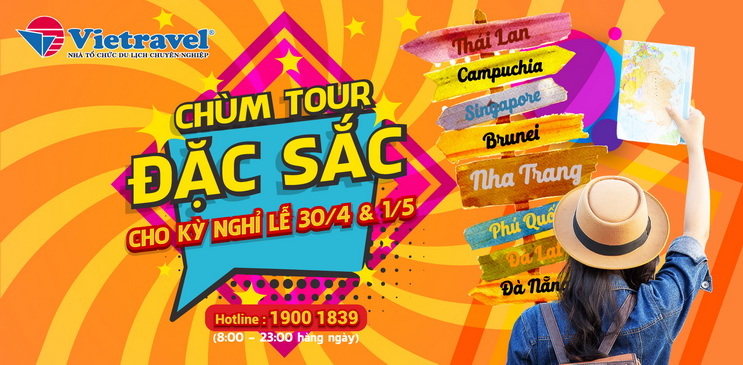 Vietravel®
NHÀ TỔ CHỨC DU LỊCH CHUYÊN NGHIỆP
CHÙM TOUR
ĐẶC SẮC
CHO KỲ NGHỈ LỄ 30/4 & 1/5
Hotline : 1900 1839
(8:00 – 23:00 hàng ngày)
Thái Lan
Campuchia
Singapore
Brunei
Nha Trang
Phú Quố
Đà Lạ
Đà Nẵng